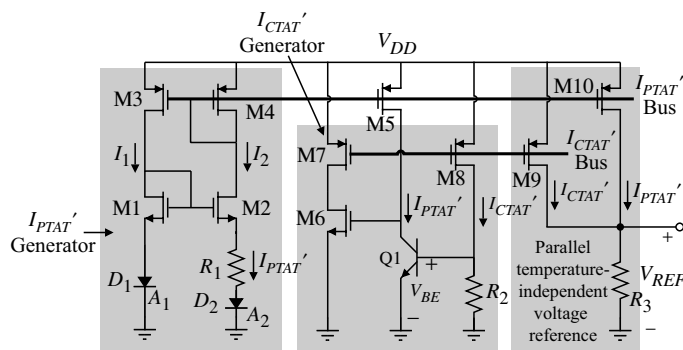 I_CTAT′
Generator
V_DD
M3
M4
M5
M10
I_PTAT′
Bus
I_CTAT′
Bus
M7
M8
M9
I_1
I_2
I_PTAT′
I_CTAT′
I_CTAT′
I_PTAT′
M1
M2
M6
I_PTAT′
Generator
R_1
I_PTAT′
Q1
+
+
D_1
A_1
D_2
A_2
V_BE
–
R_2
Parallel
temperature-
independent
voltage
reference
V_REF
R_3
–